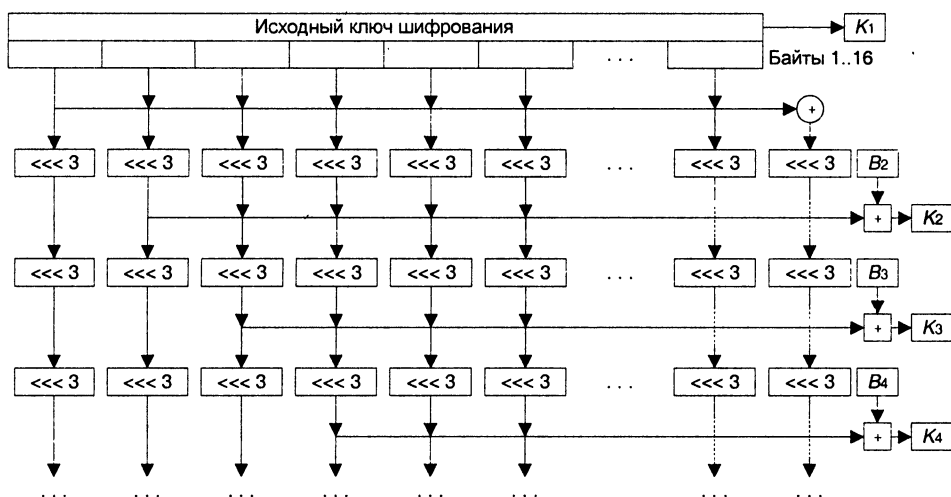 Исходный ключ шифрования K1
. . . Байты 1..16
+
<<< 3 <<< 3 <<< 3 <<< 3 <<< 3 <<< 3 . . . <<< 3 <<< 3 B2
+ K2
<<< 3 <<< 3 <<< 3 <<< 3 <<< 3 <<< 3 . . . <<< 3 <<< 3 B3
+ K3
<<< 3 <<< 3 <<< 3 <<< 3 <<< 3 <<< 3 . . . <<< 3 <<< 3 B4
+ K4
. . . . . . . . . . . . . . . . . . . . . . . .